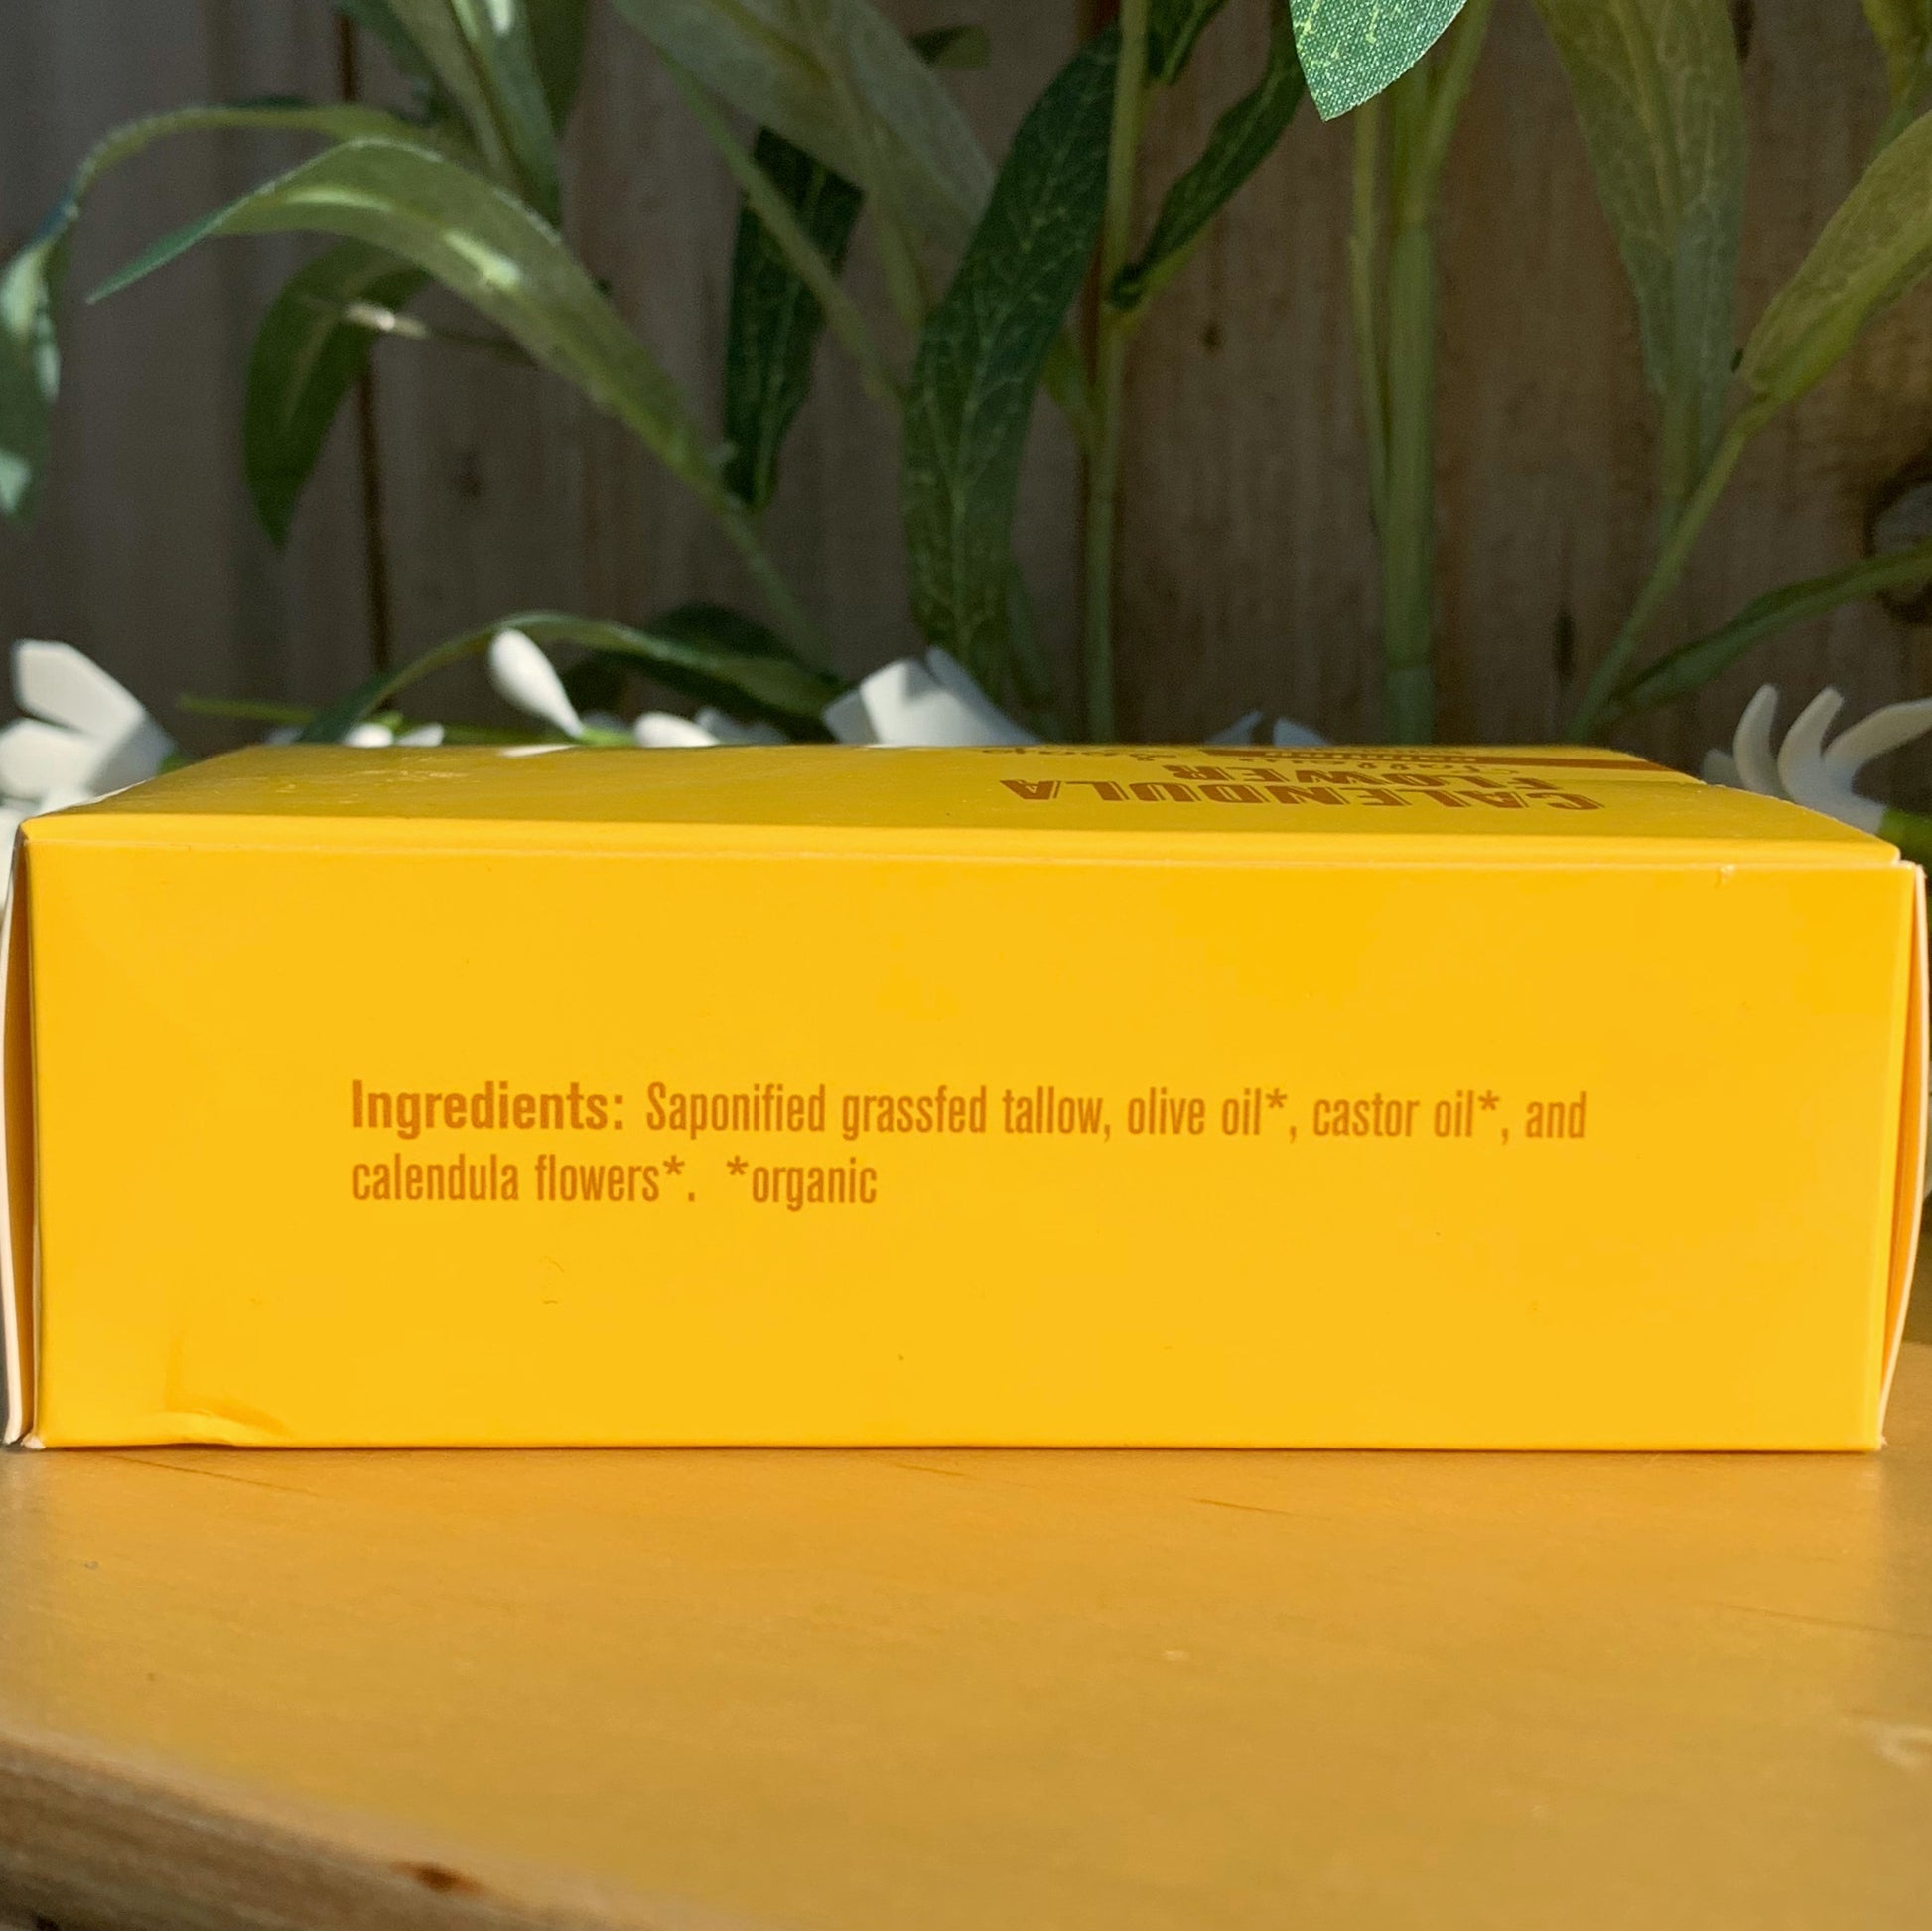 CALENDULA
FLOWER
Ingredients: Saponified grassfed tallow, olive oil*, castor oil*, and
calendula flowers*. *organic